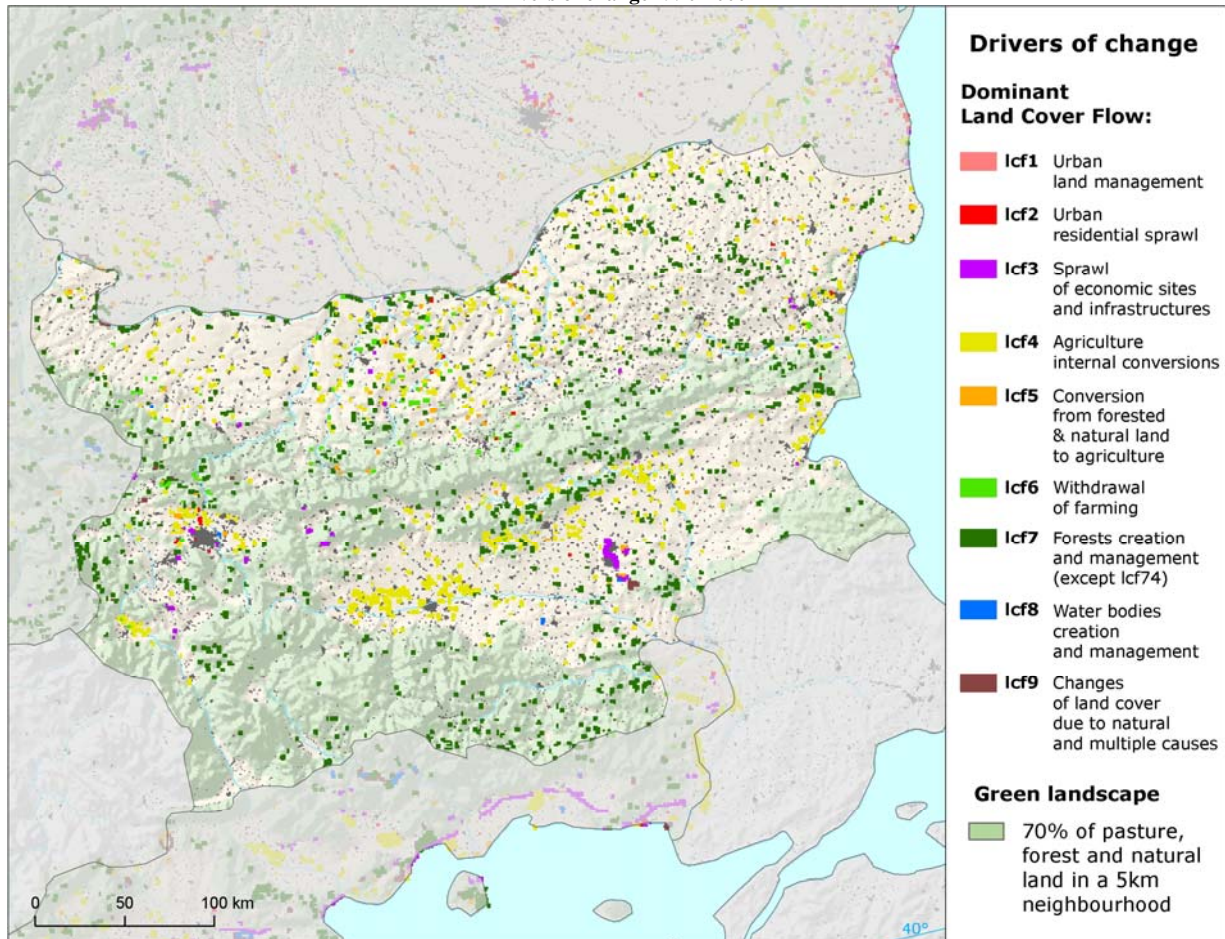 Drivers of change
Dominant
Land Cover Flow:
lcf1 Urban
land management
lcf2 Urban
residential sprawl
lcf3 Sprawl
of economic sites
and infrastructures
lcf4 Agriculture
internal conversions
lcf5 Conversion
from forested
& natural land
to agriculture
lcf6 Withdrawal
of farming
lcf7 Forests creation
and management
(except lcf74)
lcf8 Water bodies
creation
and management
lcf9 Changes
of land cover
due to natural
and multiple causes
Green landscape
70% of pasture,
forest and natural
land in a 5km
neighbourhood
0 50 100 km
40°